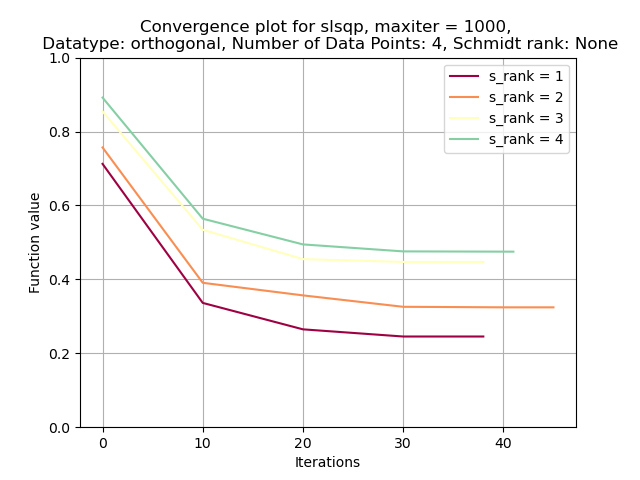 Convergence plot for slsqp, maxiter = 1000,
Datatype: orthogonal, Number of Data Points: 4, Schmidt rank: None
1.0
0.8
0.6
0.4
0.2
0.0
Function value
s_rank = 1
s_rank = 2
s_rank = 3
s_rank = 4
0 10 20 30 40
Iterations